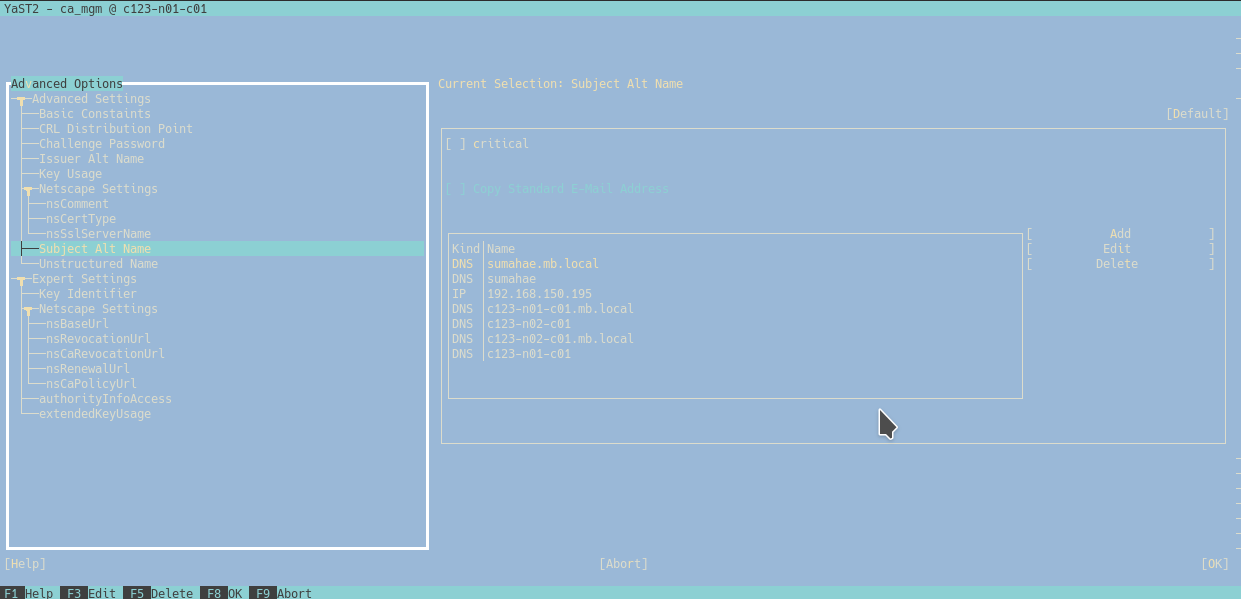 YaST2 - ca_mgm @ c123-n01-c01
Advanced Options
Advanced Settings
Basic Constaints
CRL Distribution Point
Challenge Password
Issuer Alt Name
Key Usage
Netscape Settings
nsComment
nsCertType
nsSslServerName
Subject Alt Name
Unstructured Name
Expert Settings
Key Identifier
Netscape Settings
nsBaseUrl
nsRevocationUrl
nsCaRevocationUrl
nsRenewalUrl
nsCaPolicyUrl
authorityInfoAccess
extendedKeyUsage
Current Selection: Subject Alt Name
[Default]
[ ] critical
[ ] Copy Standard E-Mail Address
Kind Name
DNS sumahae.mb.local
DNS sumahae
IP 192.168.150.195
DNS c123-n01-c01.mb.local
DNS c123-n02-c01
DNS c123-n02-c01.mb.local
DNS c123-n01-c01
[ Add ]
[ Edit ]
[ Delete ]
[Help] [Abort] [OK]
F1 Help F3 Edit F5 Delete F8 OK F9 Abort